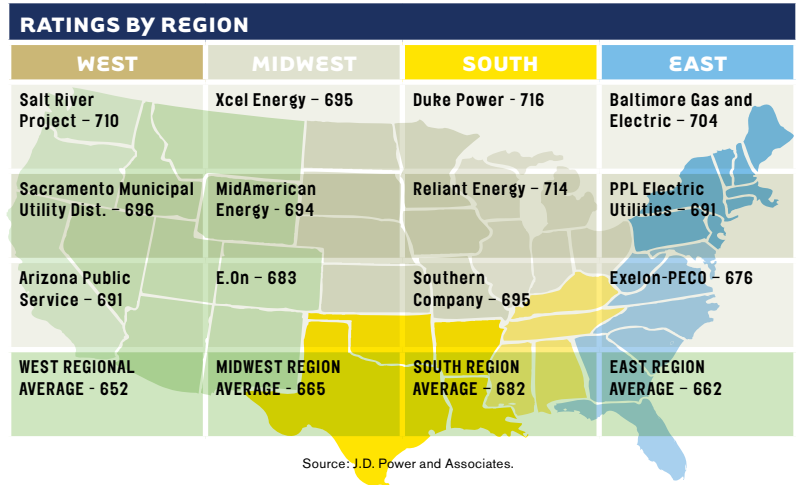 RATINGS BY REGION
WEST MIDWEST SOUTH EAST
Salt River
Project – 710
Xcel Energy – 695
Duke Power - 716
Baltimore Gas and
Electric – 704
Sacramento Municipal
Utility Dist. – 696
MidAmerican
Energy - 694
Reliant Energy – 714
PPL Electric
Utilities – 691
Arizona Public
Service – 691
E.On – 683
Southern
Company – 695
Exelon-PECO – 676
WEST REGIONAL
AVERAGE - 652
MIDWEST REGION
AVERAGE - 665
SOUTH REGION
AVERAGE – 682
EAST REGION
AVERAGE – 662
Source: J.D. Power and Associates.